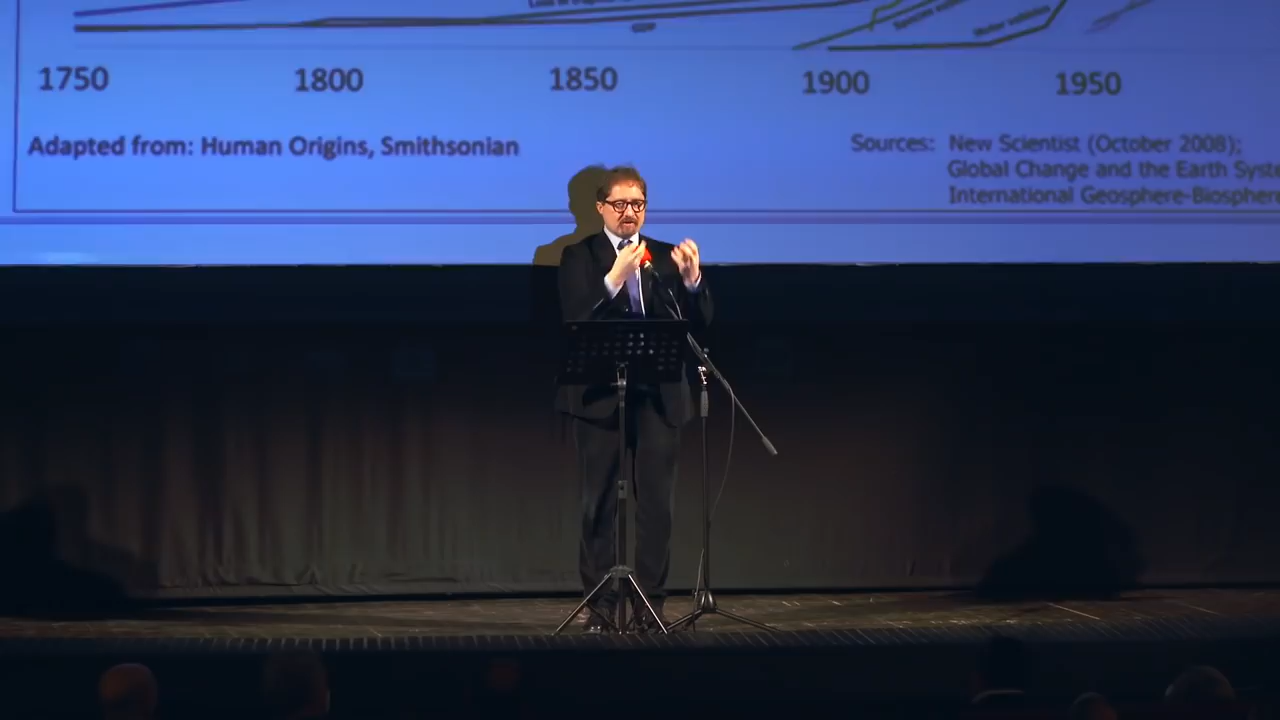 1750 1800 1850 1900 1950
Adapted from: Human Origins, Smithsonian
Sources: New Scientist (October 2008);
Global Change and the Earth Syste
International Geosphere-Biosphere